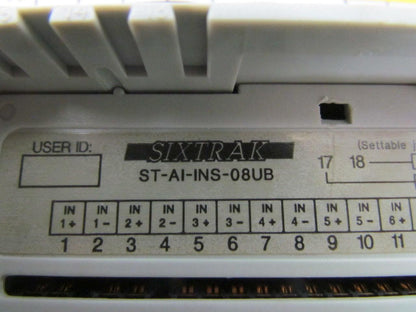 USER ID:
SIXTRAK
ST-AI-INS-08UB
(Settable
17 18
IN IN IN IN IN IN IN IN IN IN IN
1+ 1- 2+ 2- 3+ 3- 4+ 4- 5+ 5- 6+
1 2 3 4 5 6 7 8 9 10 11